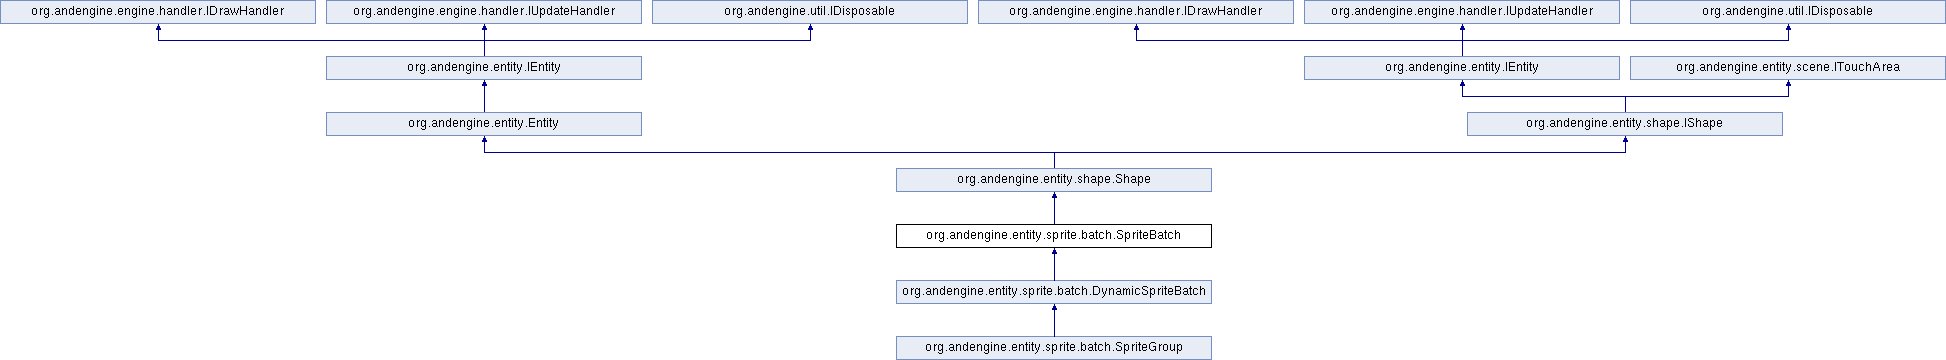 org.andengine.engine.handler.IDrawHandler
org.andengine.engine.handler.IUpdateHandler
org.andengine.util.IDisposable
org.andengine.engine.handler.IDrawHandler
org.andengine.engine.handler.IUpdateHandler
org.andengine.util.IDisposable
org.andengine.entity.IEntity
org.andengine.entity.IEntity
org.andengine.entity.scene.ITouchArea
org.andengine.entity.Entity
org.andengine.entity.shape.IShape
org.andengine.entity.shape.Shape
org.andengine.entity.sprite.batch.SpriteBatch
org.andengine.entity.sprite.batch.DynamicSpriteBatch
org.andengine.entity.sprite.batch.SpriteGroup